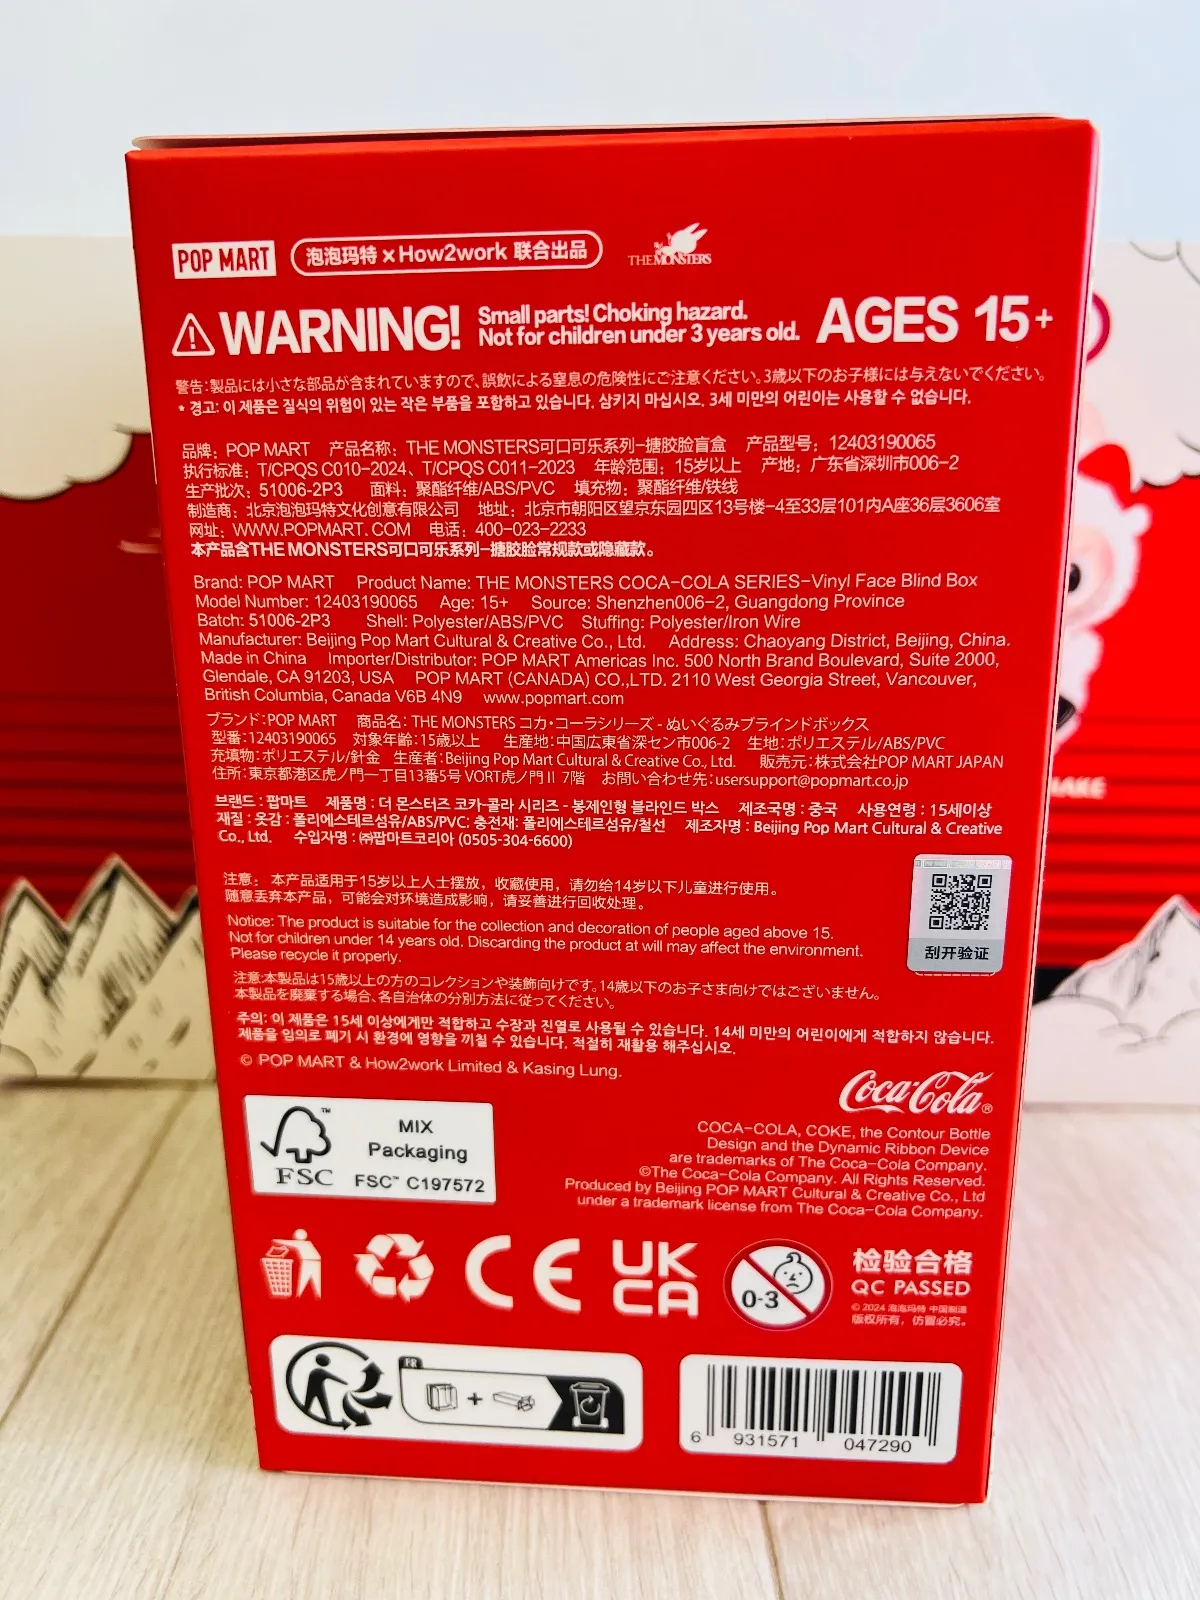 POP MART 泡泡玛特 × How2work 联合出品 THE MONSTERS
WARNING! Small parts! Choking hazard. AGES 15+
Not for children under 3 years old.
警告:製品には小さな部品が含まれていますので、誤飲による窒息の危険性にご注意ください。3歳以下のお子様には与えないでください。
* 경고: 이 제품은 질식의 위험이 있는 작은 부품을 포함하고 있습니다. 삼키지 마십시오. 3세 미만의 어린이는 사용할 수 없습니다.
品牌：POP MART 产品名称：THE MONSTERS可口可乐系列-搪胶脸盲盒 产品型号：12403190065
执行标准：T/CPQS C010-2024、T/CPQS C011-2023 年龄范围：15岁以上 产地：广东省深圳市006-2
生产批次：51006-2P3 面料：聚酯纤维/ABS/PVC 填充物：聚酯纤维/铁线
制造商：北京泡泡玛特文化创意有限公司 地址：北京市朝阳区望京东园四区13号楼-4至33层101内A座36层3606室
网址：WWW.POPMART.COM 电话：400-023-2233
本产品含THE MONSTERS可口可乐系列-搪胶脸常规款或隐藏款。
Brand: POP MART Product Name: THE MONSTERS COCA-COLA SERIES-Vinyl Face Blind Box
Model Number: 12403190065 Age: 15+ Source: Shenzhen006-2, Guangdong Province
Batch: 51006-2P3 Shell: Polyester/ABS/PVC Stuffing: Polyester/Iron Wire
Manufacturer: Beijing Pop Mart Cultural & Creative Co., Ltd. Address: Chaoyang District, Beijing, China.
Made in China Importer/Distributor: POP MART Americas Inc. 500 North Brand Boulevard, Suite 2000,
Glendale, CA 91203, USA POP MART (CANADA) CO.,LTD. 2110 West Georgia Street, Vancouver,
British Columbia, Canada V6B 4N9 www.popmart.com
ブランド:POP MART 商品名: THE MONSTERS コカ・コーラシリーズ - ぬいぐるみブラインドボックス
型番:12403190065 対象年齢:15歳以上 生産地:中国広東省深セン市006-2 生地:ポリエステル/ABS/PVC
充填物:ポリエステル/針金 生産者:Beijing Pop Mart Cultural & Creative Co., Ltd. 販売元:株式会社POP MART JAPAN
住所:東京都港区虎ノ門一丁目13番5号 VORT虎ノ門Ⅱ 7階 お問い合わせ先:usersupport@popmart.co.jp
브랜드 : 팝마트 제품명 : 더 몬스터즈 코카-콜라 시리즈 - 봉제인형 블라인드 박스 제조국명 : 중국 사용연령 : 15세이상
재질 : 옷감 : 폴리에스테르섬유/ABS/PVC; 충전재: 폴리에스테르섬유/철선 제조자명 : Beijing Pop Mart Cultural & Creative
Co., Ltd. 수입자명 : ㈜팝마트코리아 (0505-304-6600)
注意：本产品适用于15岁以上人士摆放，收藏使用，请勿给14岁以下儿童进行使用。
随意丢弃本产品，可能会对环境造成影响，请妥善进行回收处理。
Notice: The product is suitable for the collection and decoration of people aged above 15.
Not for children under 14 years old. Discarding the product at will may affect the environment.
Please recycle it properly.
刮开验证
注意:本製品は15歳以上の方のコレクションや装飾向けです。14歳以下のお子さま向けではございません。
本製品を廃棄する場合、各自治体の分別方法に従ってください。
주의: 이 제품은 15세 이상에게만 적합하고 수장과 진열로 사용될 수 있습니다. 14세 미만의 어린이에게 적합하지 않습니다.
제품을 임의로 폐기 시 환경에 영향을 끼칠 수 있습니다. 적절히 재활용 해주십시오.
© POP MART & How2work Limited & Kasing Lung.
Coca-Cola®
COCA-COLA, COKE, the Contour Bottle
Design and the Dynamic Ribbon Device
are trademarks of The Coca-Cola Company.
©The Coca-Cola Company. All Rights Reserved.
Produced by Beijing POP MART Cultural & Creative Co., Ltd
under a trademark license from The Coca-Cola Company.
™
FSC
MIX
Packaging
FSC™ C197572
CE UKCA 0-3
检验合格
QC PASSED
© 2024 泡泡玛特 中国制造
版权所有，仿冒必究。
FR
+
6 931571 047290